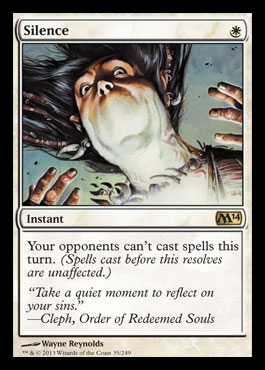 Silence
Instant
M14
Your opponents can't cast spells this
turn. (Spells cast before this resolves
are unaffected.)
"Take a quiet moment to reflect on
your sins."
—Cleph, Order of Redeemed Souls
Wayne Reynolds
™ & © 2013 Wizards of the Coast 35/249